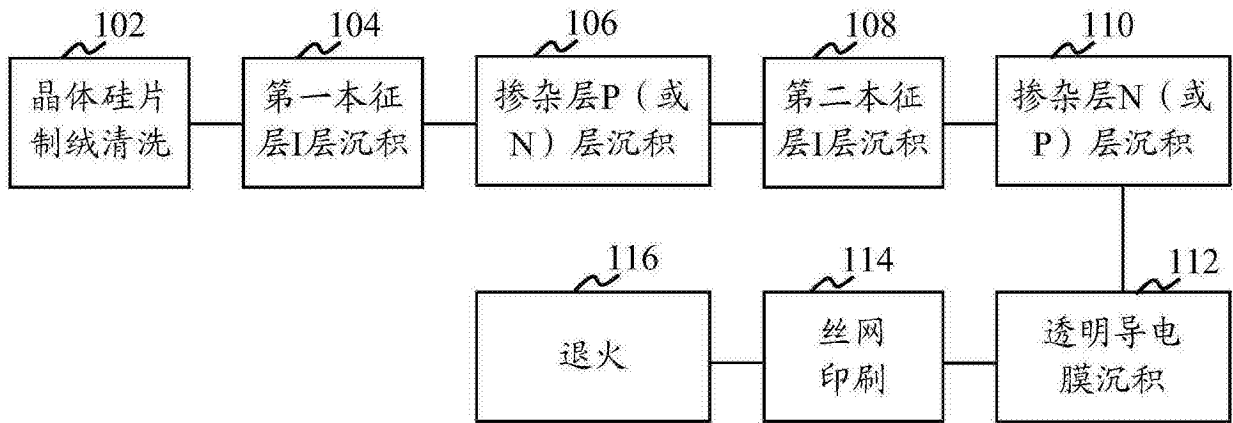 102
104
106
108
110
晶体硅片
制绒清洗
第一本征
层I层沉积
掺杂层P（或
N）层沉积
第二本征
层I层沉积
掺杂层N（或
P）层沉积
116
114
112
退火
丝网
印刷
透明导电
膜沉积